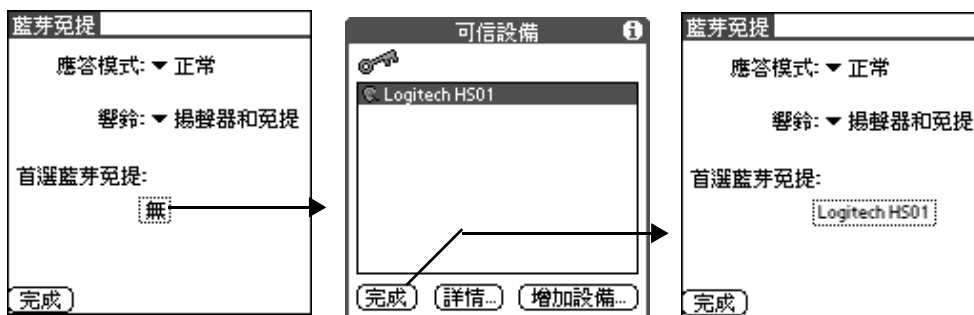 藍芽免提
應答模式: 正常
響鈴: 揚聲器和免提
首選藍芽免提:
無
完成
可信設備
Logitech HS01
完成 詳情... 增加設備...
藍芽免提
應答模式: 正常
響鈴: 揚聲器和免提
首選藍芽免提:
Logitech HS01
完成